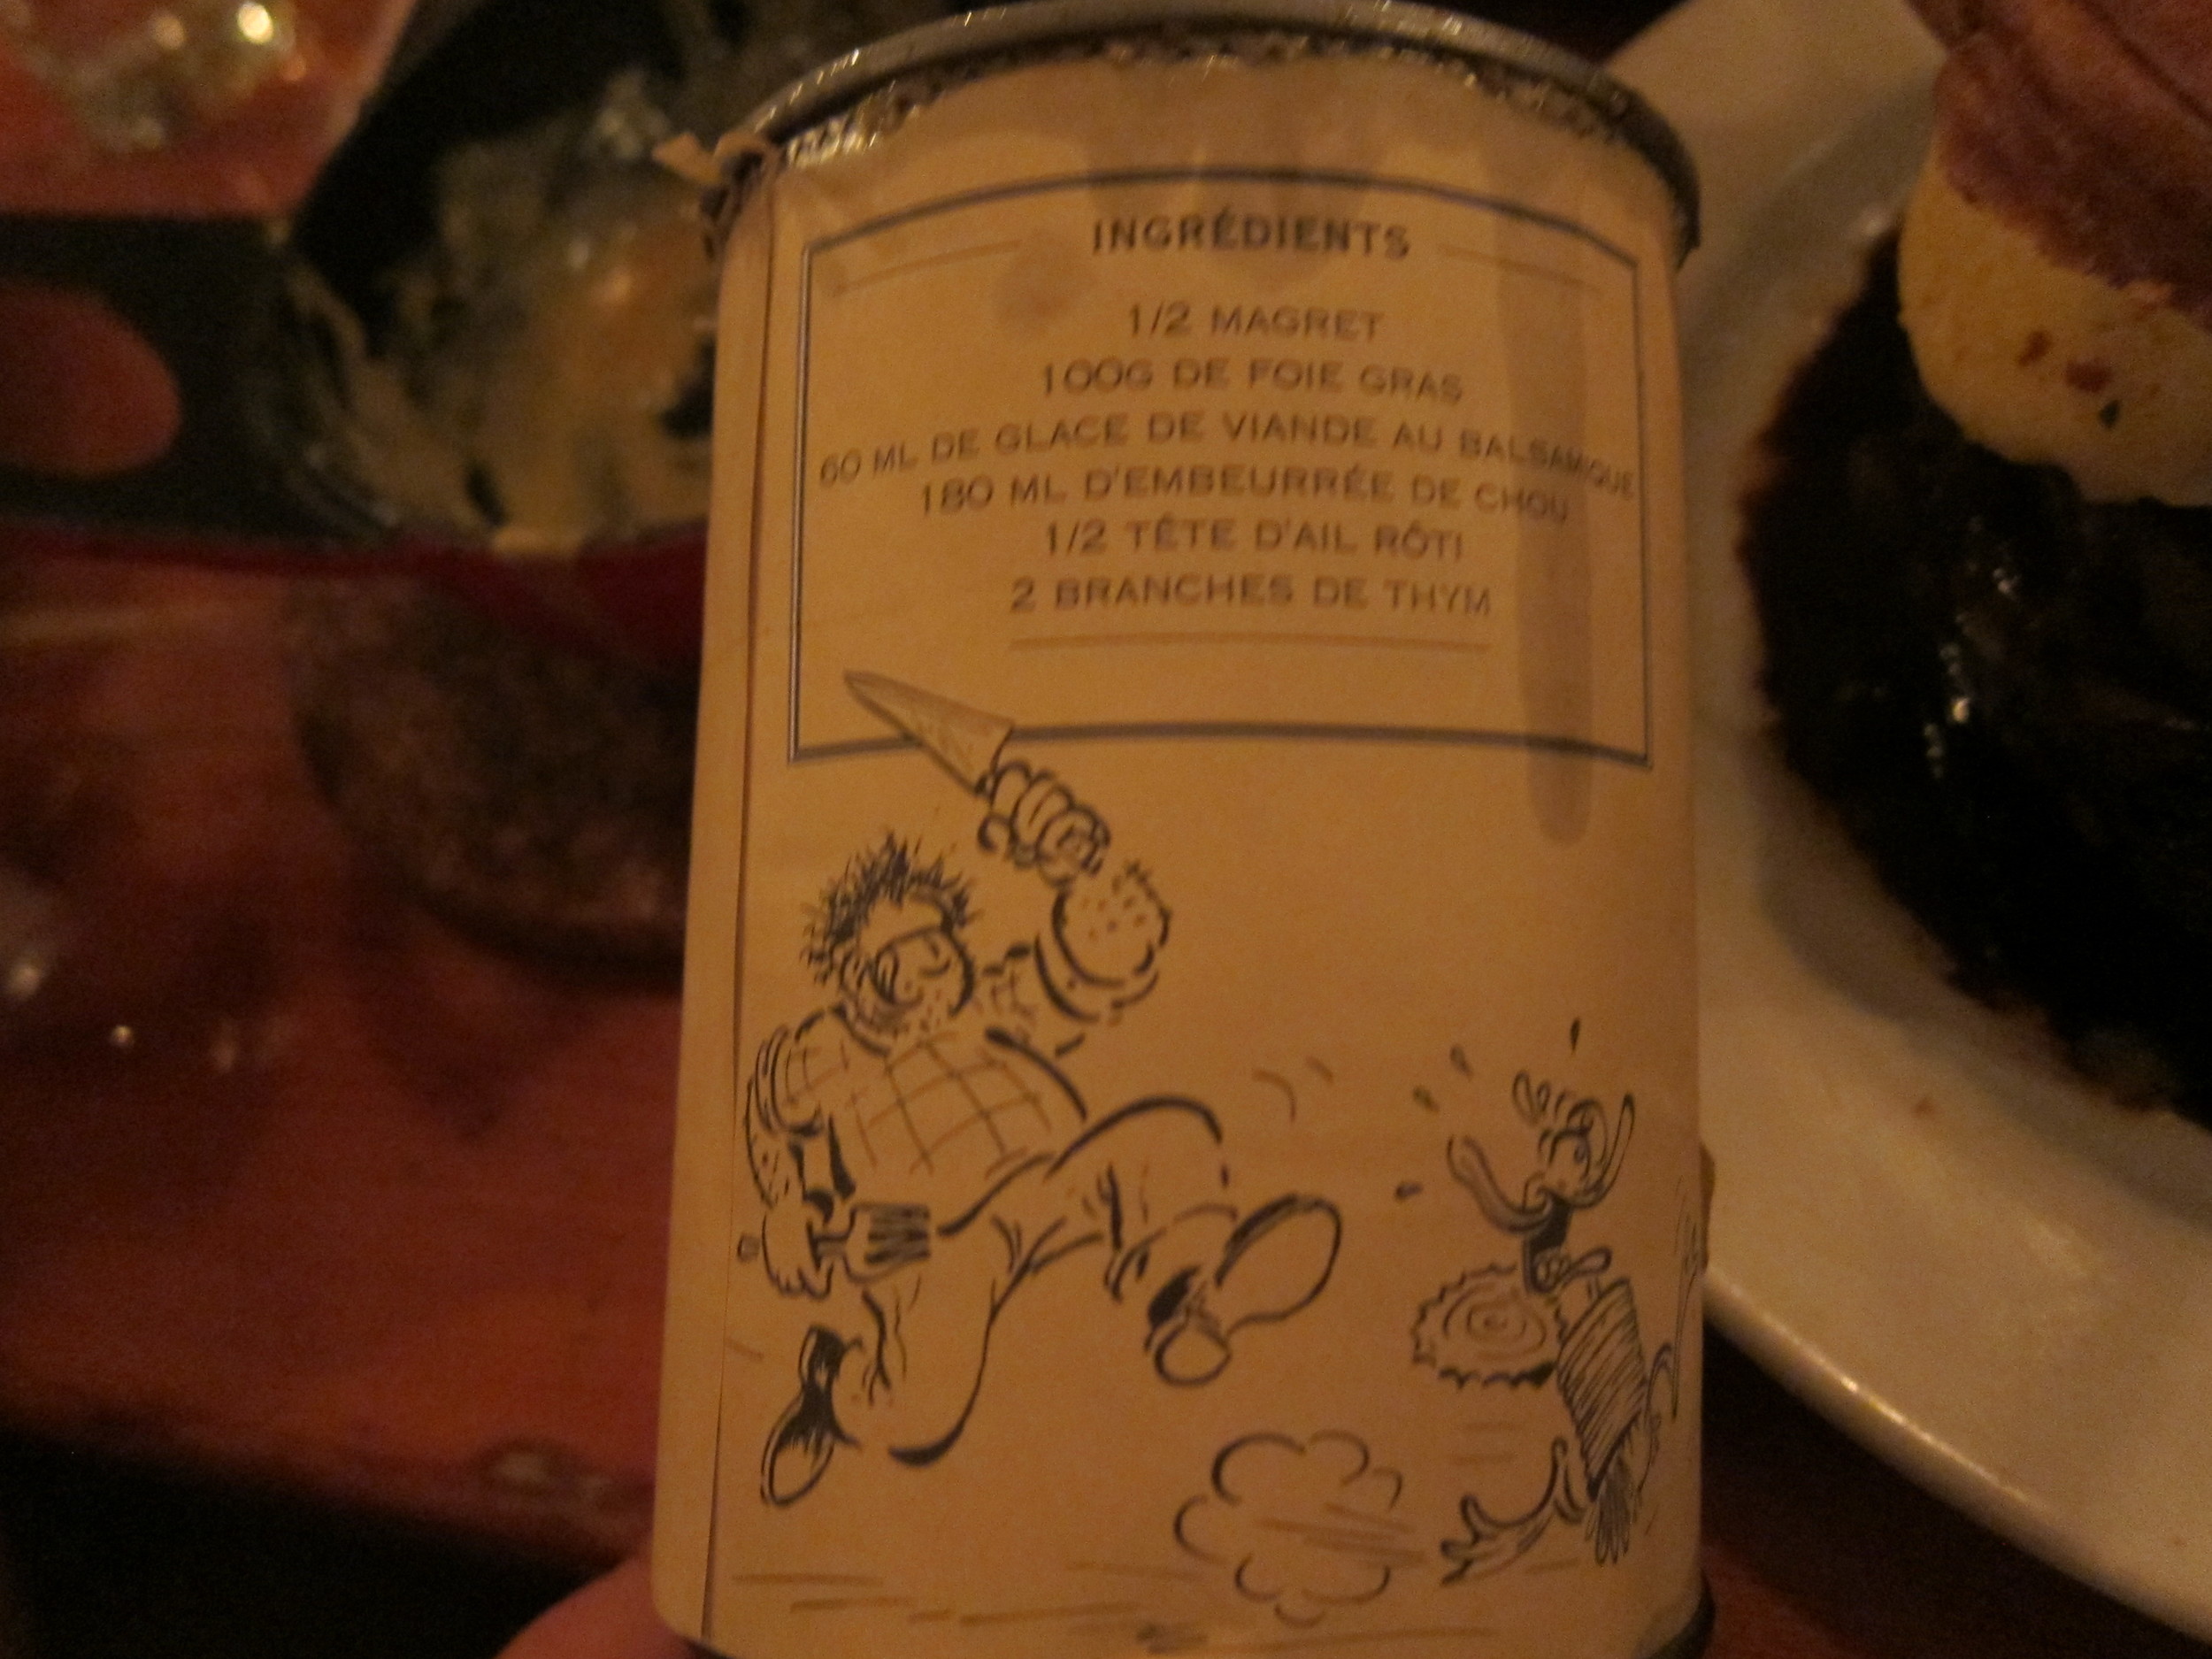 INGRÉDIENTS
1/2 MAGRET
100G DE FOIE GRAS
60 ML DE GLACE DE VIANDE AU BALSAMIQUE
180 ML D'EMBEURRÉE DE CHOU
1/2 TÊTE D'AIL RÔTI
2 BRANCHES DE THYM